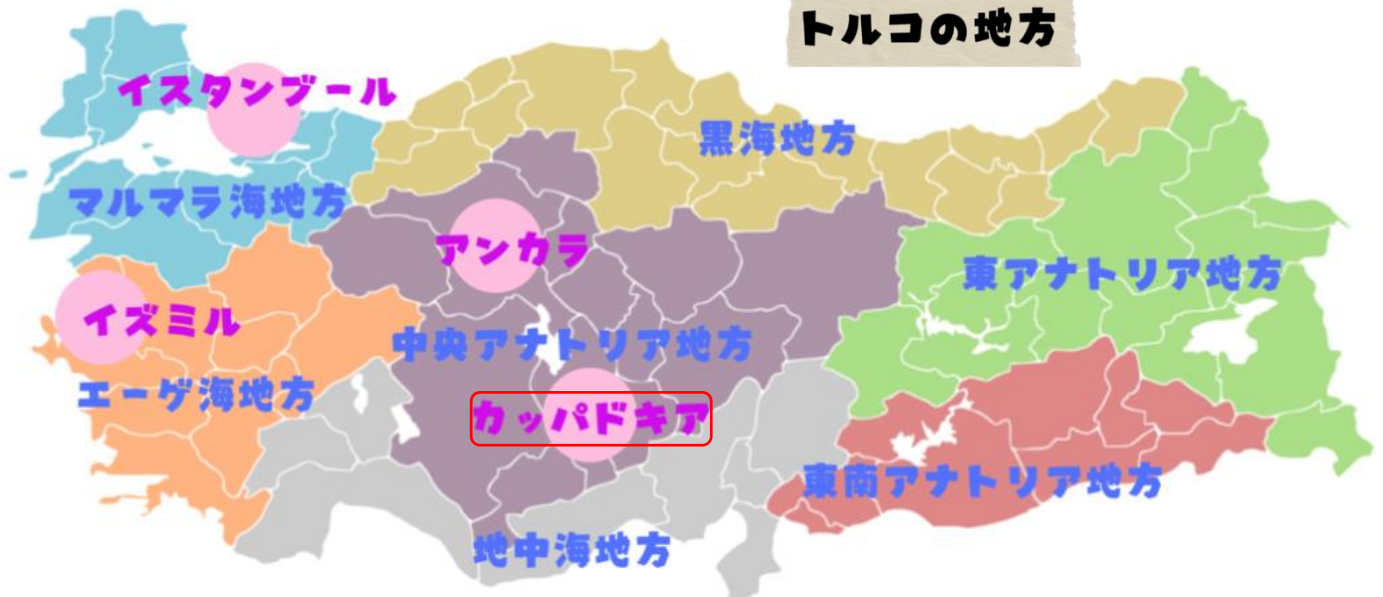 トルコの地方
イスタンブール
黒海地方
マルマラ海地方
アンカラ
東アナトリア地方
イズミル
中央アナトリア地方
エーゲ海地方
カッパドキア
東南アナトリア地方
地中海地方